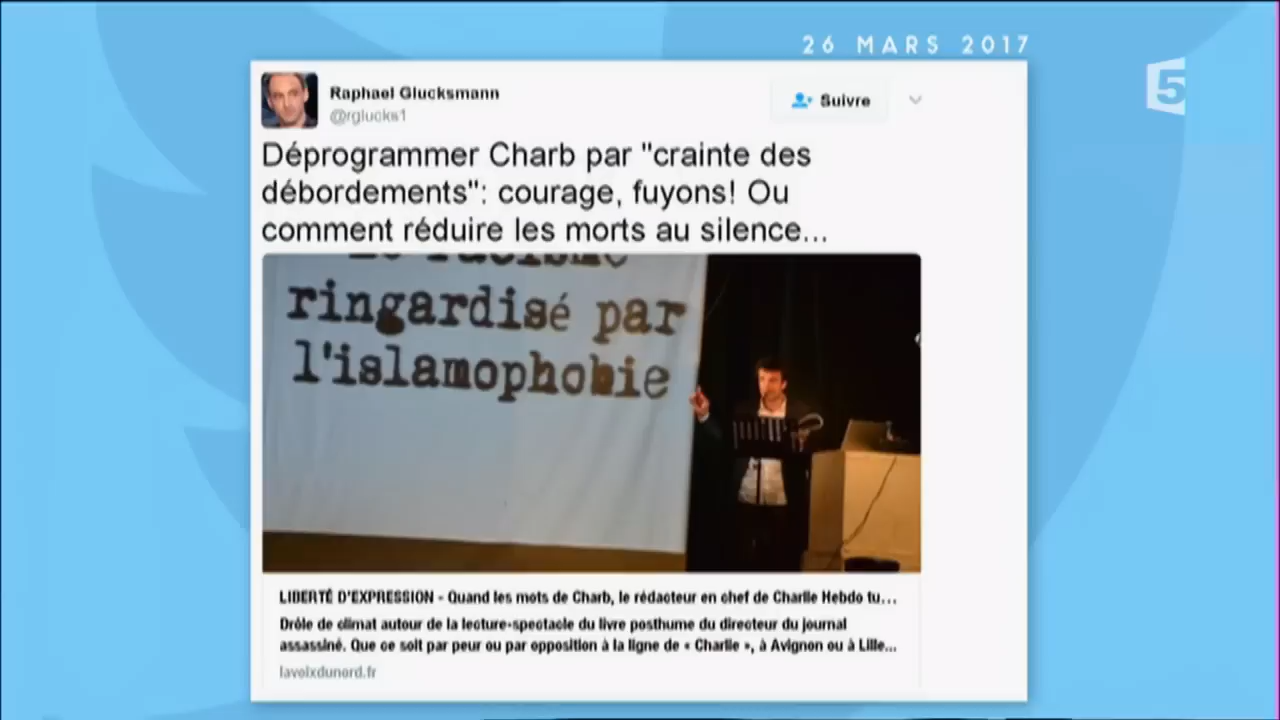 26 MARS 2017
5
Raphael Glucksmann
@rglucks1
Suivre
Déprogrammer Charb par "crainte des
débordements": courage, fuyons! Ou
comment réduire les morts au silence...
le racisme
ringardisé par
l'islamophobie
LIBERTÉ D'EXPRESSION - Quand les mots de Charb, le rédacteur en chef de Charlie Hebdo tu...
Drôle de climat autour de la lecture-spectacle du livre posthume du directeur du journal
assassiné. Que ce soit par peur ou par opposition à la ligne de « Charlie », à Avignon ou à Lille...
lavoixdunord.fr